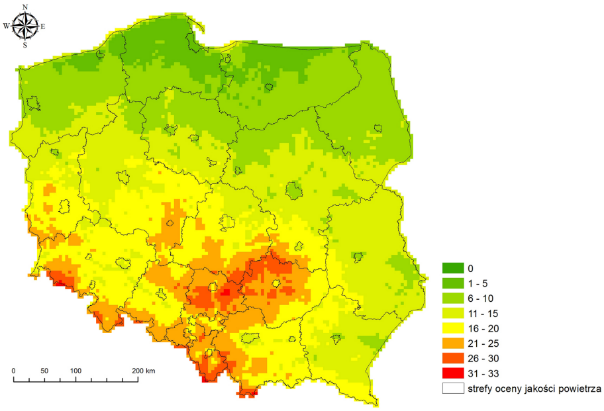 N
W E
S
0
1 - 5
6 - 10
11 - 15
16 - 20
21 - 25
26 - 30
31 - 33
strefy oceny jakości powietrza
0 50 100 200 km